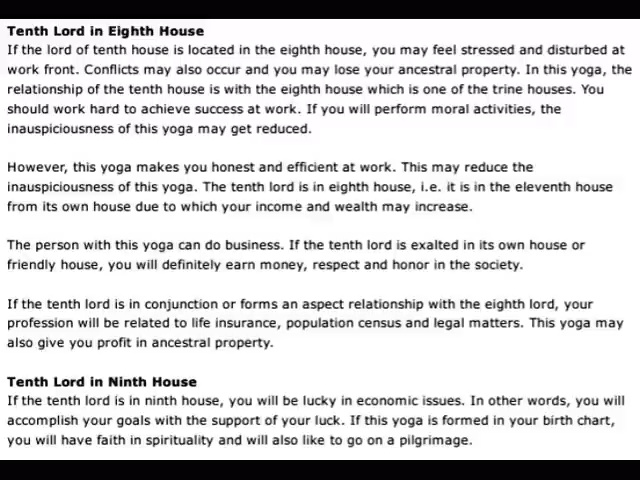 Tenth Lord in Eighth House
If the lord of tenth house is located in the eighth house, you may feel stressed and disturbed at
work front. Conflicts may also occur and you may lose your ancestral property. In this yoga, the
relationship of the tenth house is with the eighth house which is one of the trine houses. You
should work hard to achieve success at work. If you will perform moral activities, the
inauspiciousness of this yoga may get reduced.
However, this yoga makes you honest and efficient at work. This may reduce the
inauspiciousness of this yoga. The tenth lord is in eighth house, i.e. it is in the eleventh house
from its own house due to which your income and wealth may increase.
The person with this yoga can do business. If the tenth lord is exalted in its own house or
friendly house, you will definitely earn money, respect and honor in the society.
If the tenth lord is in conjunction or forms an aspect relationship with the eighth lord, your
profession will be related to life insurance, population census and legal matters. This yoga may
also give you profit in ancestral property.
Tenth Lord in Ninth House
If the tenth lord is in ninth house, you will be lucky in economic issues. In other words, you will
accomplish your goals with the support of your luck. If this yoga is formed in your birth chart,
you will have faith in spirituality and will also like to go on a pilgrimage.